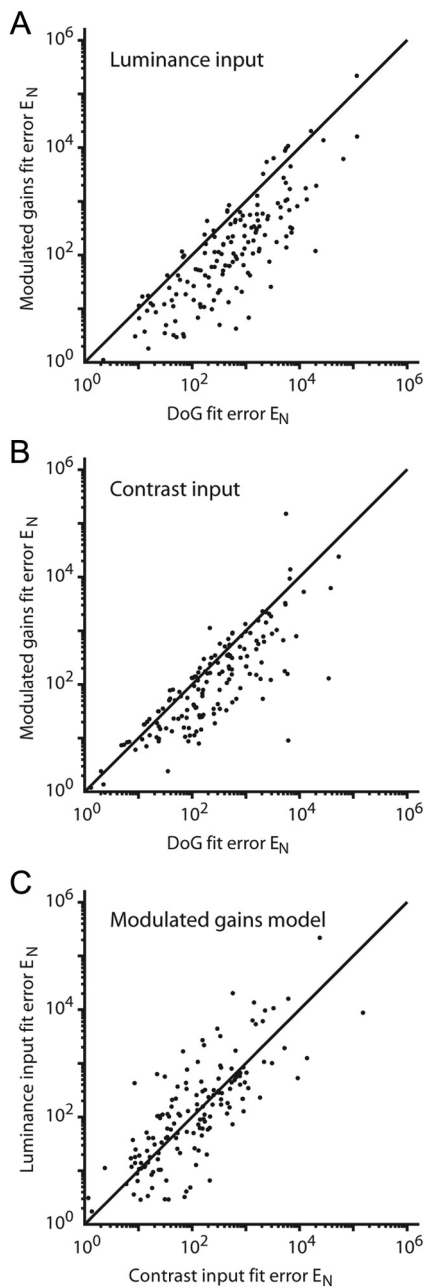 A
Luminance input
Modulated gains fit error E_N
10^6
10^4
10^2
10^0
10^0 10^2 10^4 10^6
DoG fit error E_N
B
Contrast input
Modulated gains fit error E_N
10^6
10^4
10^2
10^0
10^0 10^2 10^4 10^6
DoG fit error E_N
C
Modulated gains model
Luminance input fit error E_N
10^6
10^4
10^2
10^0
10^0 10^2 10^4 10^6
Contrast input fit error E_N